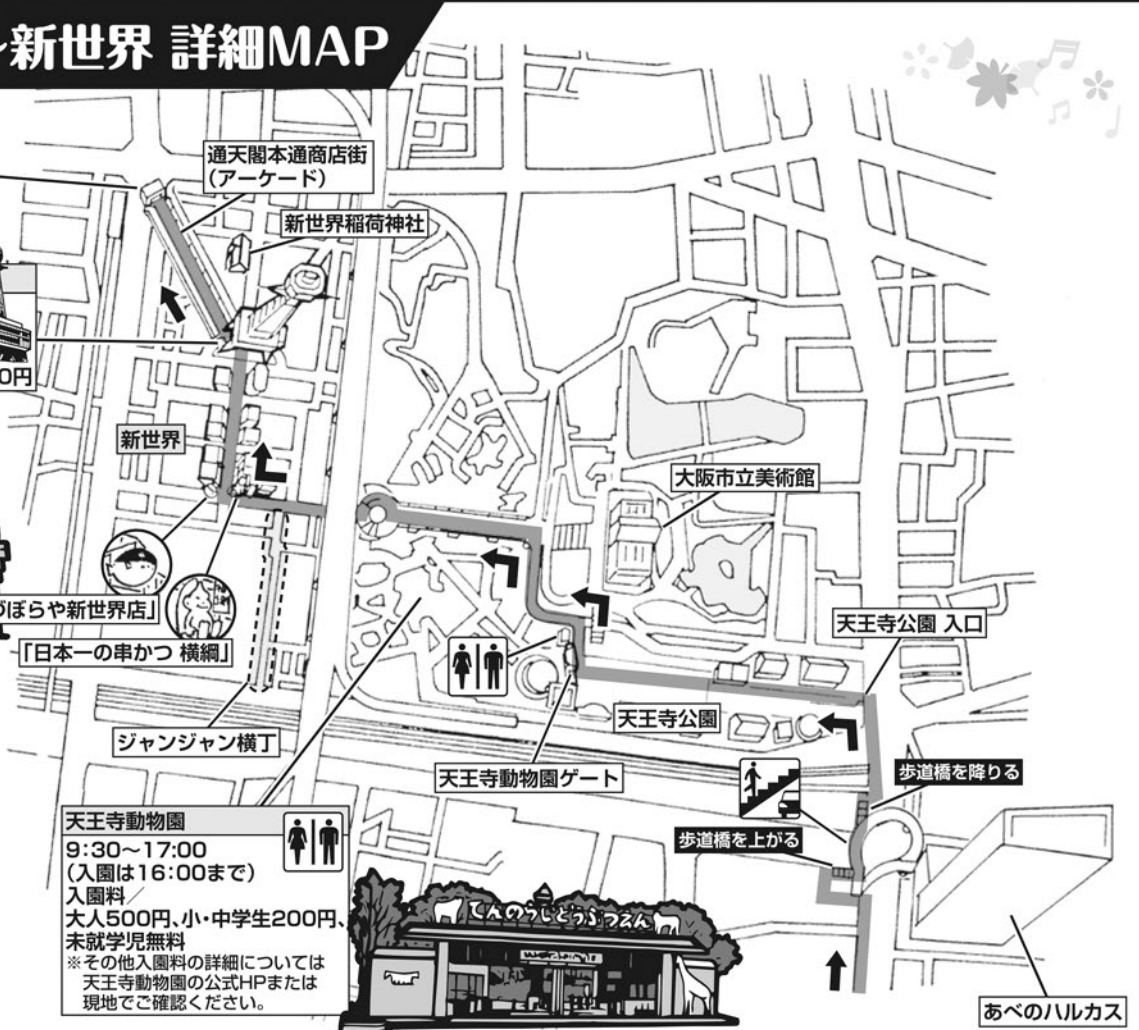 新世界 詳細MAP
通天閣本通商店街
(アーケード)
新世界稲荷神社
0円
新世界
大阪市立美術館
づぼらや新世界店」
「日本一の串かつ 横綱」
天王寺公園 入口
天王寺公園
ジャンジャン横丁
天王寺動物園ゲート
歩道橋を降りる
歩道橋を上がる
天王寺動物園
9:30〜17:00
(入園は16:00まで)
入園料/
大人500円、小・中学生200円、
未就学児無料
※その他入園料の詳細については
天王寺動物園の公式HPまたは
現地でご確認ください。
てんのうじどうぶつえん
あべのハルカス